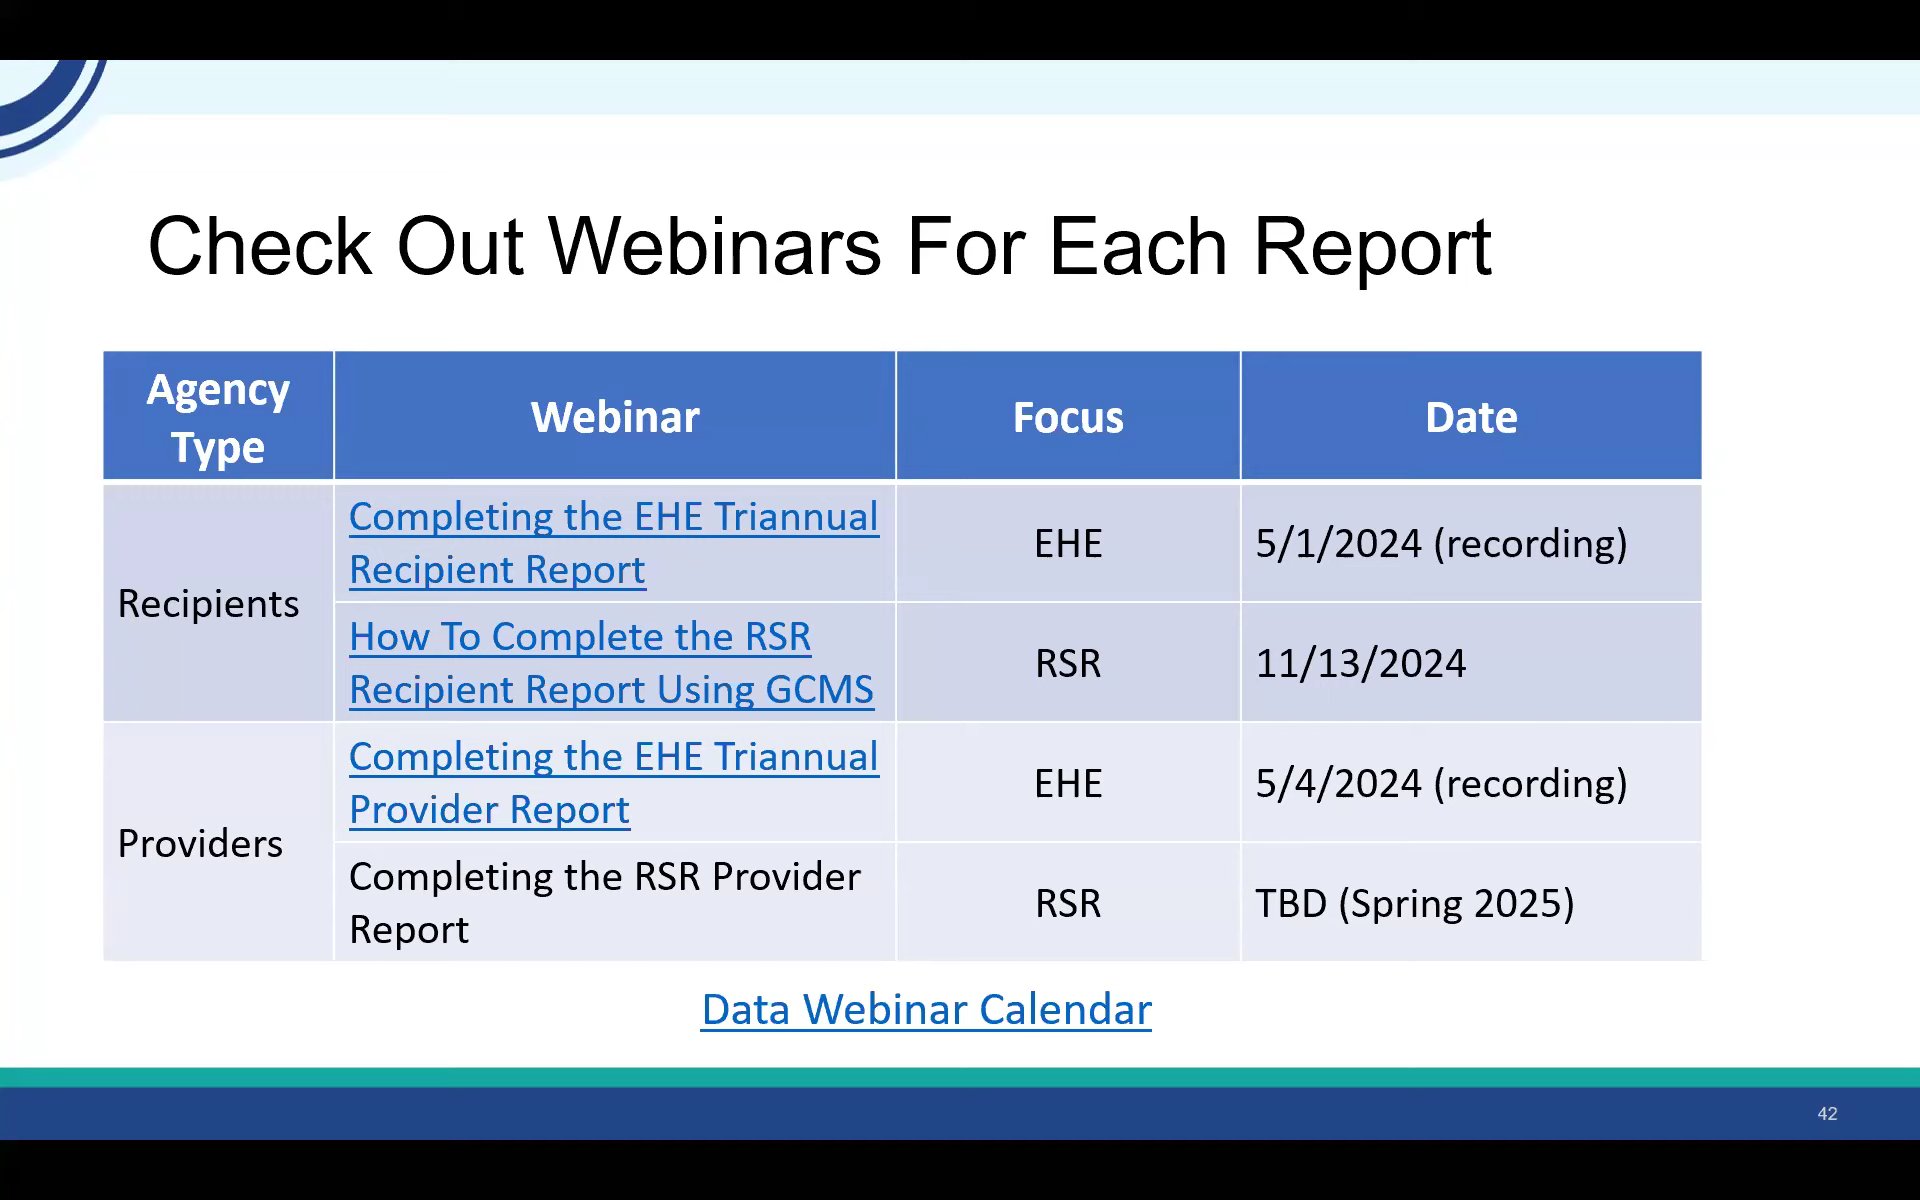 Check Out Webinars For Each Report
Agency
Type
Webinar
Focus
Date
Recipients
Completing the EHE Triannual
Recipient Report
EHE
5/1/2024 (recording)
How To Complete the RSR
Recipient Report Using GCMS
RSR
11/13/2024
Providers
Completing the EHE Triannual
Provider Report
EHE
5/4/2024 (recording)
Completing the RSR Provider
Report
RSR
TBD (Spring 2025)
Data Webinar Calendar
42